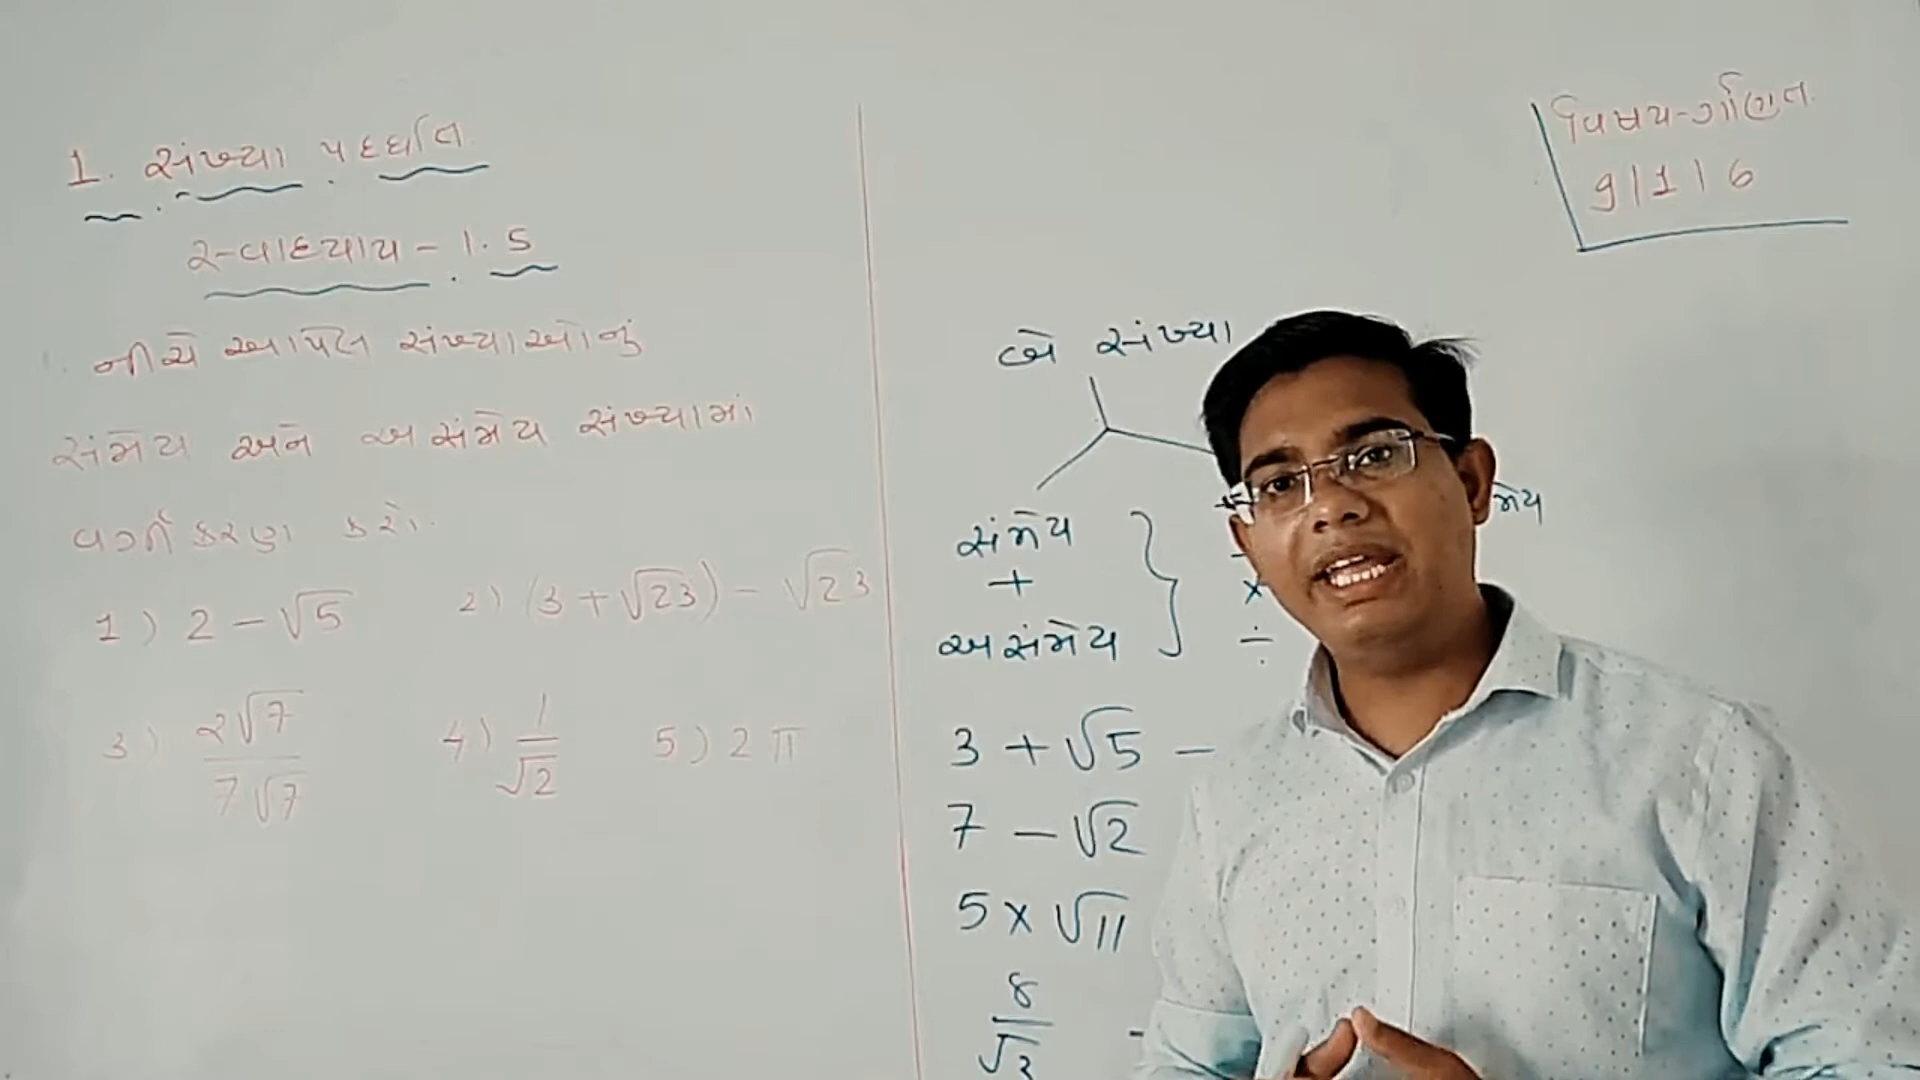 1. સંખ્યા પદ્ધતિ
સ્વાધ્યાય - 1.5
નીચે આપેલ સંખ્યાઓનું
સંમેય અને અસંમેય સંખ્યામાં
વર્ગીકરણ કરો.
1) 2 - √5 2) (3 + √23) - √23
3) 2√7 / 7√7 4) 1 / √2 5) 2π
વિષય-ગણિત
9 | 1 | 6
બે સંખ્યા
સંમેય
+
અસંમેય
×
÷
3 + √5 -
7 - √2
5 × √11
8 / √3 -